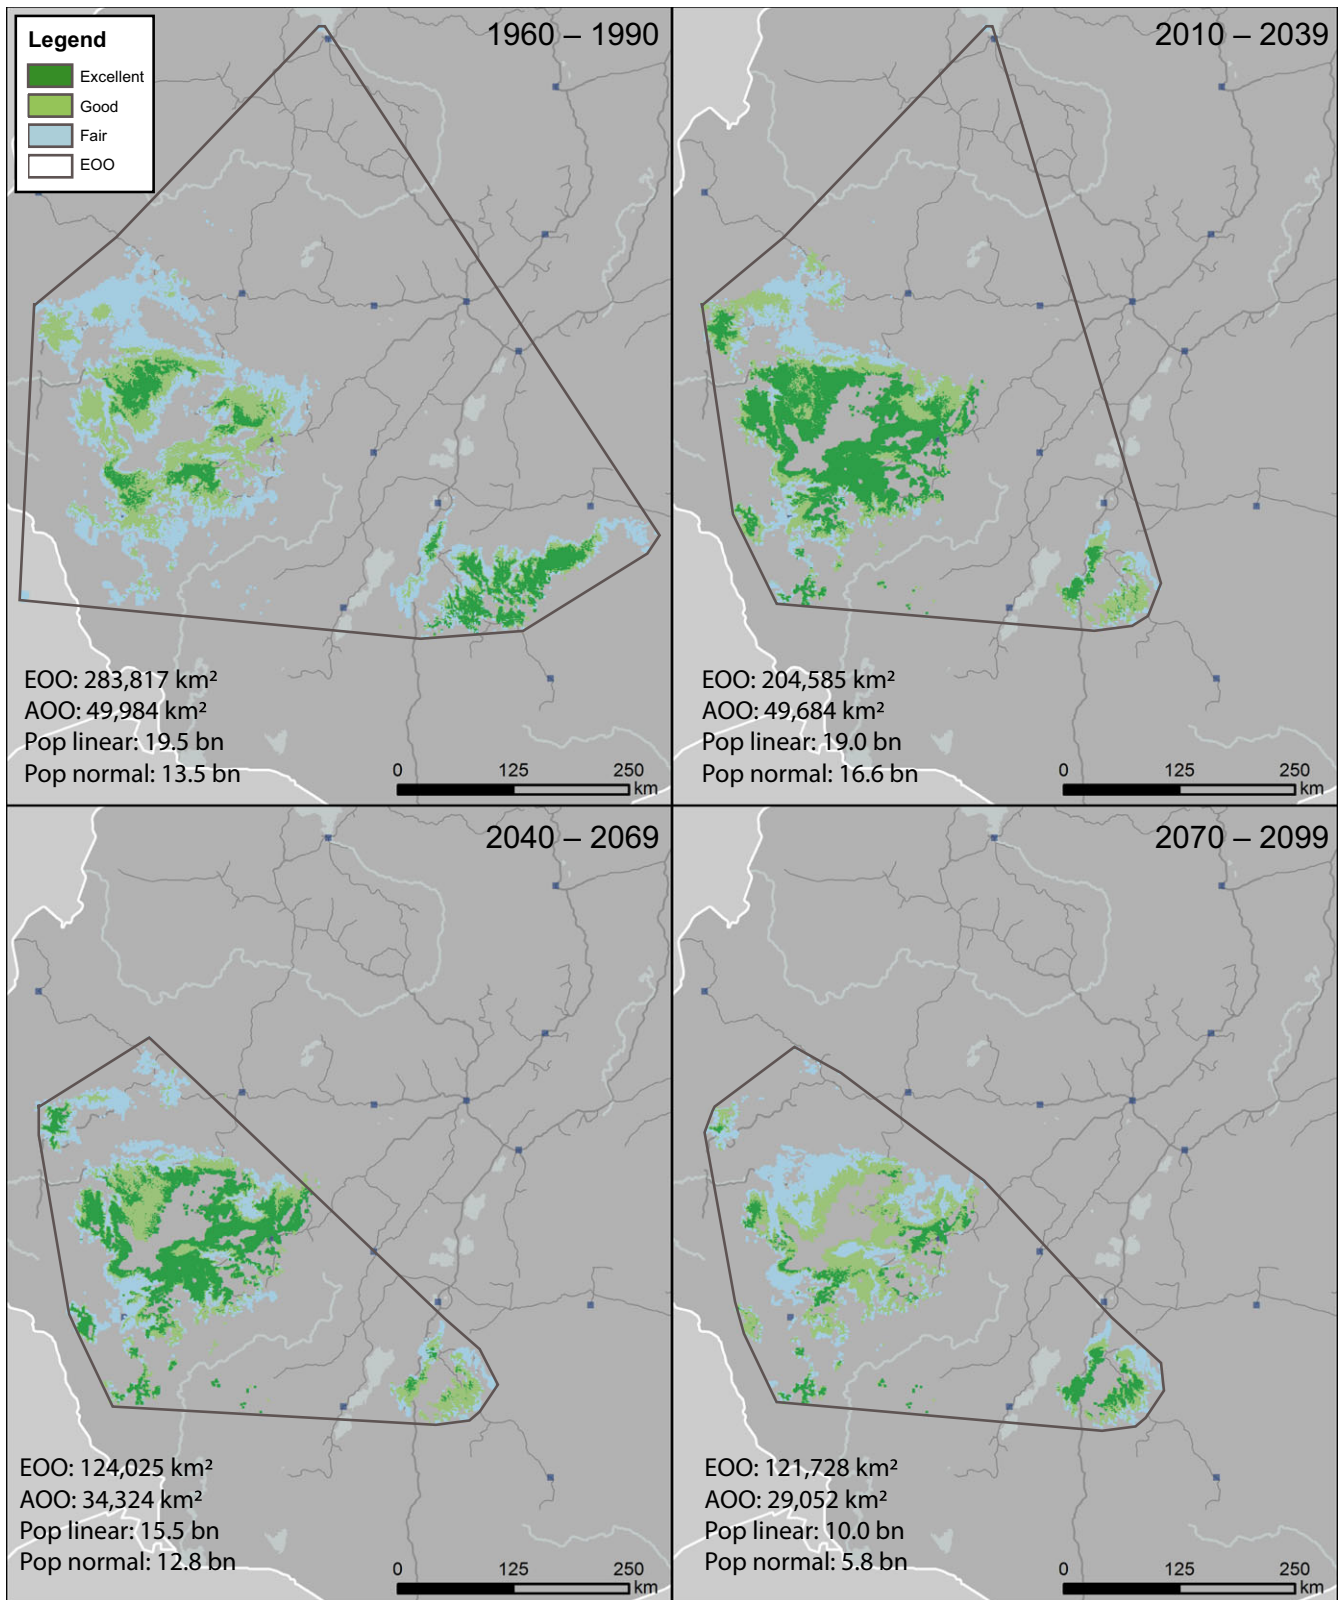 Legend
Excellent
Good
Fair
EOO
1960 – 1990
EOO: 283,817 km²
AOO: 49,984 km²
Pop linear: 19.5 bn
Pop normal: 13.5 bn
0 125 250
km
2010 – 2039
EOO: 204,585 km²
AOO: 49,684 km²
Pop linear: 19.0 bn
Pop normal: 16.6 bn
0 125 250
km
2040 – 2069
EOO: 124,025 km²
AOO: 34,324 km²
Pop linear: 15.5 bn
Pop normal: 12.8 bn
0 125 250
km
2070 – 2099
EOO: 121,728 km²
AOO: 29,052 km²
Pop linear: 10.0 bn
Pop normal: 5.8 bn
0 125 250
km